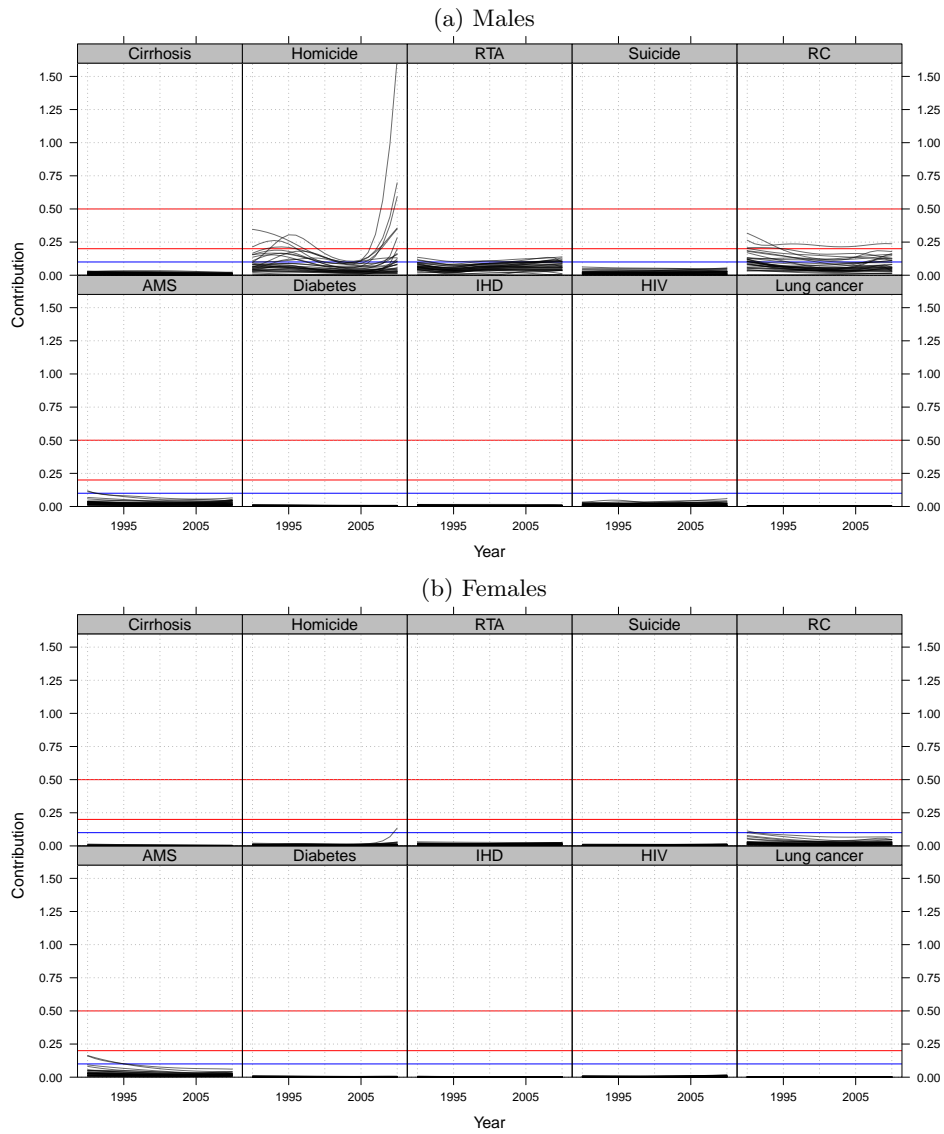 (a) Males
Cirrhosis Homicide RTA Suicide RC
1.50 1.50
1.25 1.25
1.00 1.00
0.75 0.75
0.50 0.50
0.25 0.25
0.00 0.00
AMS Diabetes IHD HIV Lung cancer
Contribution
1.50 1.50
1.25 1.25
1.00 1.00
0.75 0.75
0.50 0.50
0.25 0.25
0.00 0.00
1995 2005 1995 2005 1995 2005 1995 2005 1995 2005
Year
(b) Females
Cirrhosis Homicide RTA Suicide RC
1.50 1.50
1.25 1.25
1.00 1.00
0.75 0.75
0.50 0.50
0.25 0.25
0.00 0.00
AMS Diabetes IHD HIV Lung cancer
Contribution
1.50 1.50
1.25 1.25
1.00 1.00
0.75 0.75
0.50 0.50
0.25 0.25
0.00 0.00
1995 2005 1995 2005 1995 2005 1995 2005 1995 2005
Year